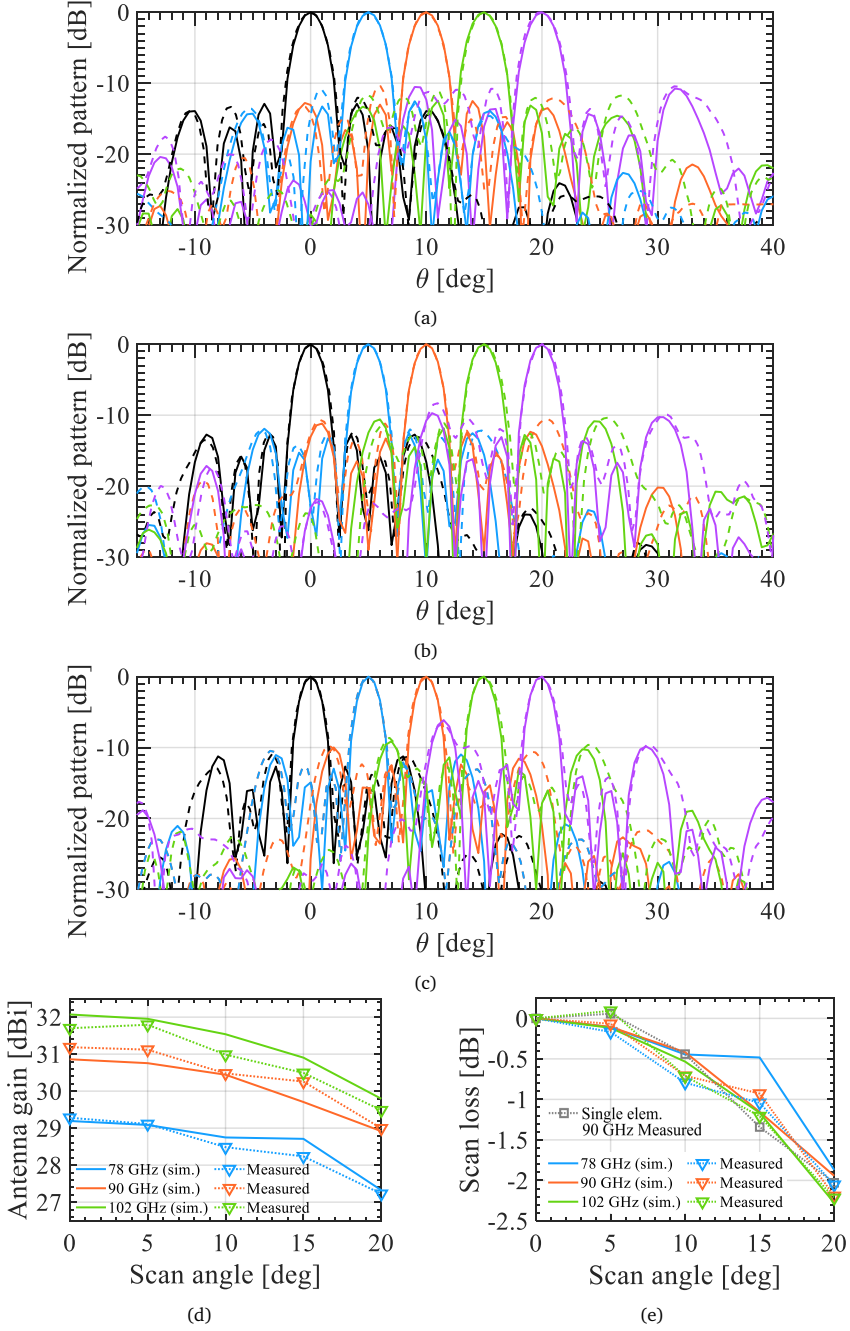 Normalized pattern [dB]
0
-10
-20
-30
-10 0 10 20 30 40
θ [deg]
(a)
Normalized pattern [dB]
0
-10
-20
-30
-10 0 10 20 30 40
θ [deg]
(b)
Normalized pattern [dB]
0
-10
-20
-30
-10 0 10 20 30 40
θ [deg]
(c)
Antenna gain [dBi]
32
31
30
29
28
27
78 GHz (sim.) Measured
90 GHz (sim.) Measured
102 GHz (sim.) Measured
0 5 10 15 20
Scan angle [deg]
(d)
Scan loss [dB]
0
-0.5
-1
-1.5
-2
-2.5
Single elem.
90 GHz Measured
78 GHz (sim.) Measured
90 GHz (sim.) Measured
102 GHz (sim.) Measured
0 5 10 15 20
Scan angle [deg]
(e)